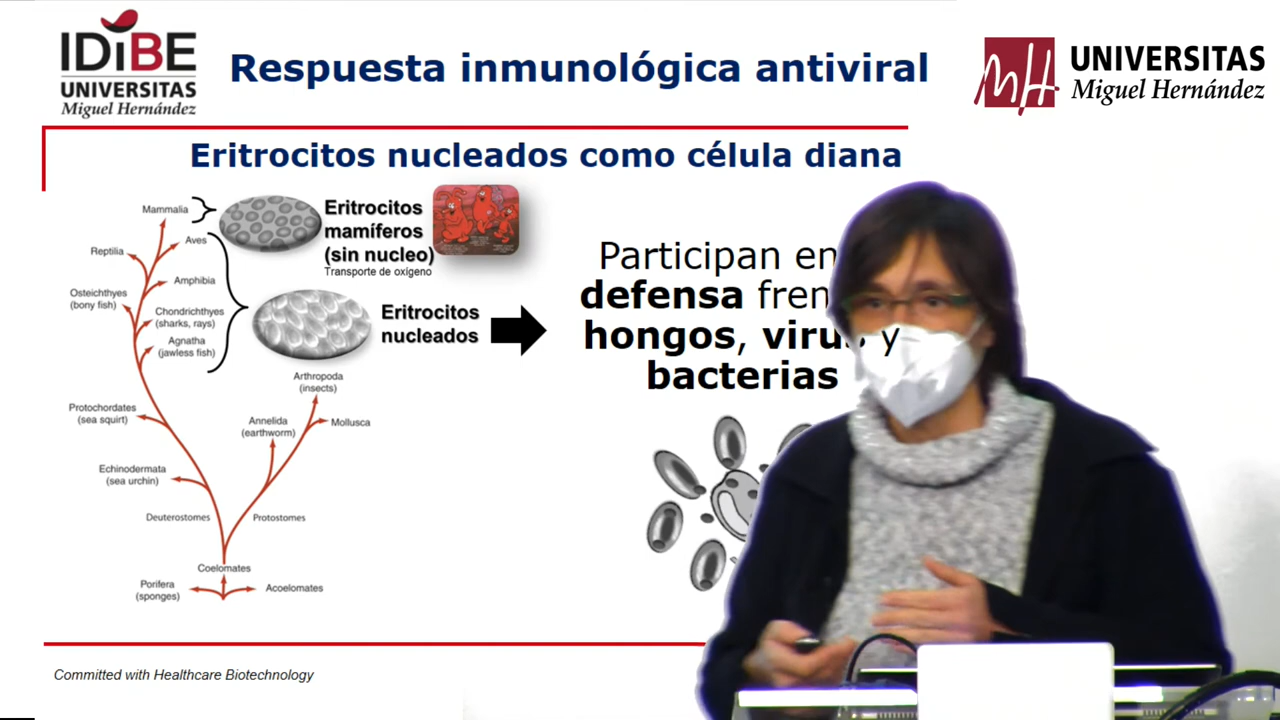 IDiBE
UNIVERSITAS
Miguel Hernández
Respuesta inmunológica antiviral
UNIVERSITAS
Miguel Hernández
Eritrocitos nucleados como célula diana
Mammalia
Aves
Reptilia
Amphibia
Osteichthyes
(bony fish)
Chondrichthyes
(sharks, rays)
Agnatha
(jawless fish)
Eritrocitos
mamíferos
(sin nucleo)
Transporte de oxígeno
Eritrocitos
nucleados
Participan en
defensa
hongos, virus y
bacterias
Arthropoda
(insects)
Protochordates
(sea squirt)
Annelida
(earthworm)
Mollusca
Echinodermata
(sea urchin)
Deuterostomes
Protostomes
Coelomates
Porifera
(sponges)
Acoelomates
Committed with Healthcare Biotechnology